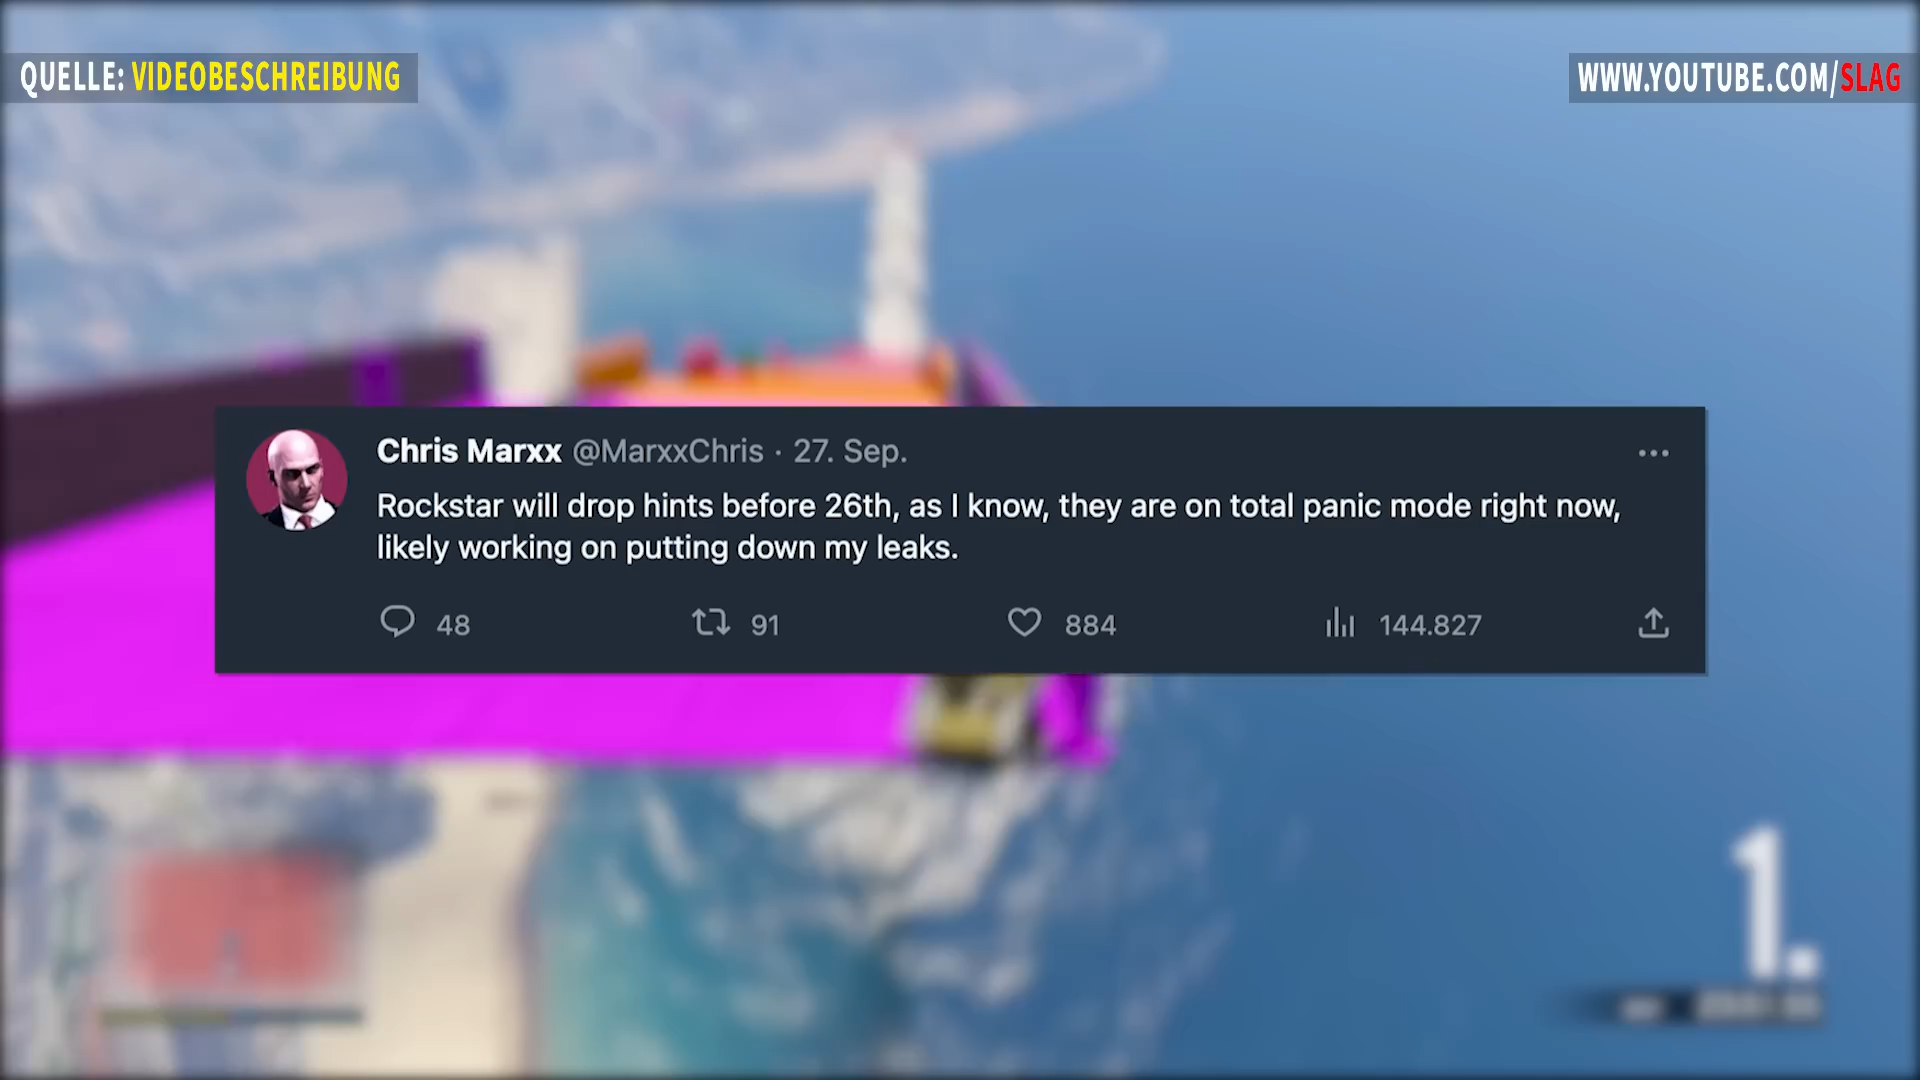 QUELLE: VIDEOBESCHREIBUNG
WWW.YOUTUBE.COM/SLAG
Chris Marxx @MarxxChris · 27. Sep.
Rockstar will drop hints before 26th, as I know, they are on total panic mode right now,
likely working on putting down my leaks.
48 91 884 144.827
1.